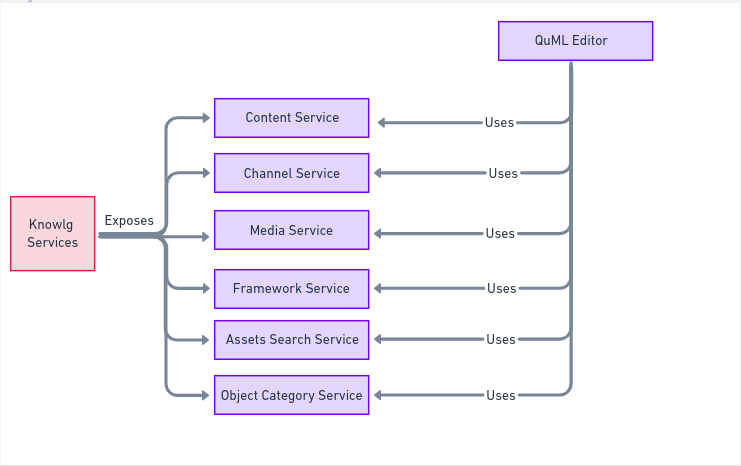 QuML Editor
Content Service
Uses
Channel Service
Uses
Exposes
Knowlg
Services
Media Service
Uses
Framework Service
Uses
Assets Search Service
Uses
Object Category Service
Uses